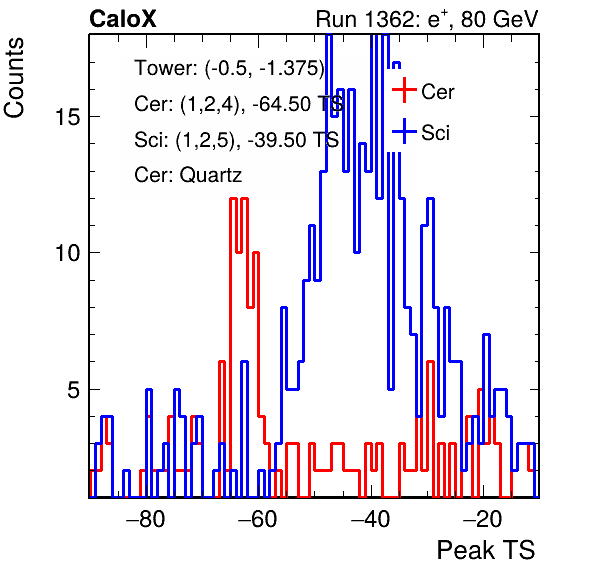 CaloX Run 1362: e+, 80 GeV
Counts
Tower: (-0.5, -1.375)
Cer: (1,2,4), -64.50 TS
Sci: (1,2,5), -39.50 TS
Cer: Quartz
Cer
Sci
15
10
5
−80 −60 −40 −20
Peak TS